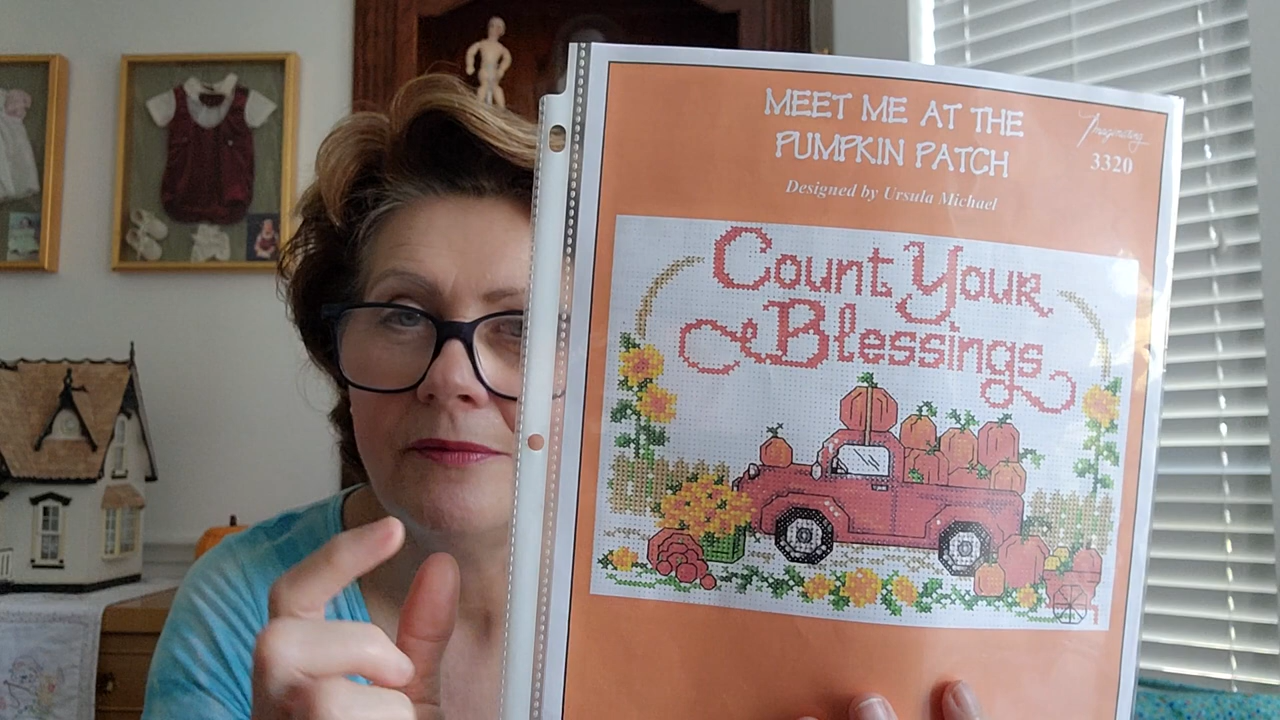 MEET ME AT THE
PUMPKIN PATCH
Imaginating
3320
Designed by Ursula Michael
Count Your
Blessings